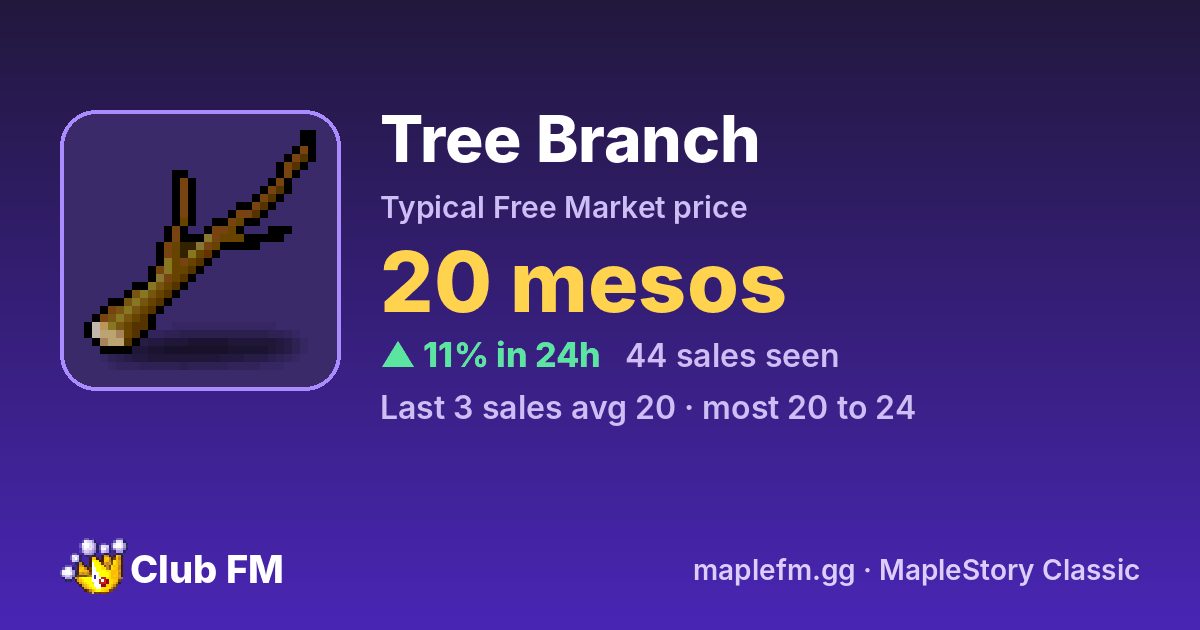 Tree Branch
Typical Free Market price
20 mesos
▲ 11% in 24h 44 sales seen
Last 3 sales avg 20 · most 20 to 24
Club FM
maplefm.gg · MapleStory Classic